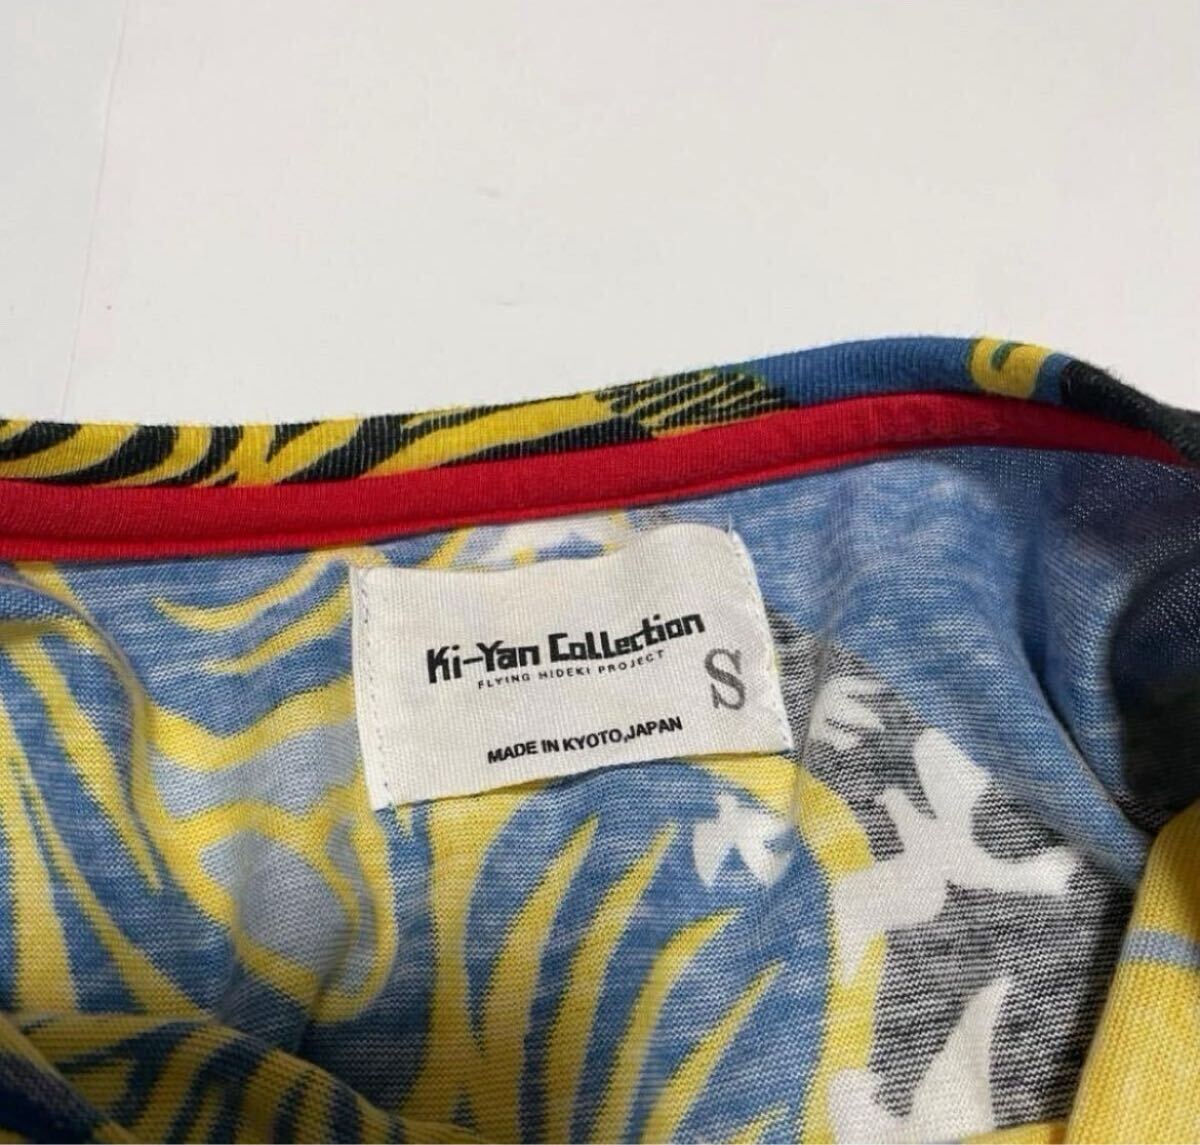 Ki-Yan Collection
FLYING HIDEKI PROJECT
S
MADE IN KYOTO,JAPAN